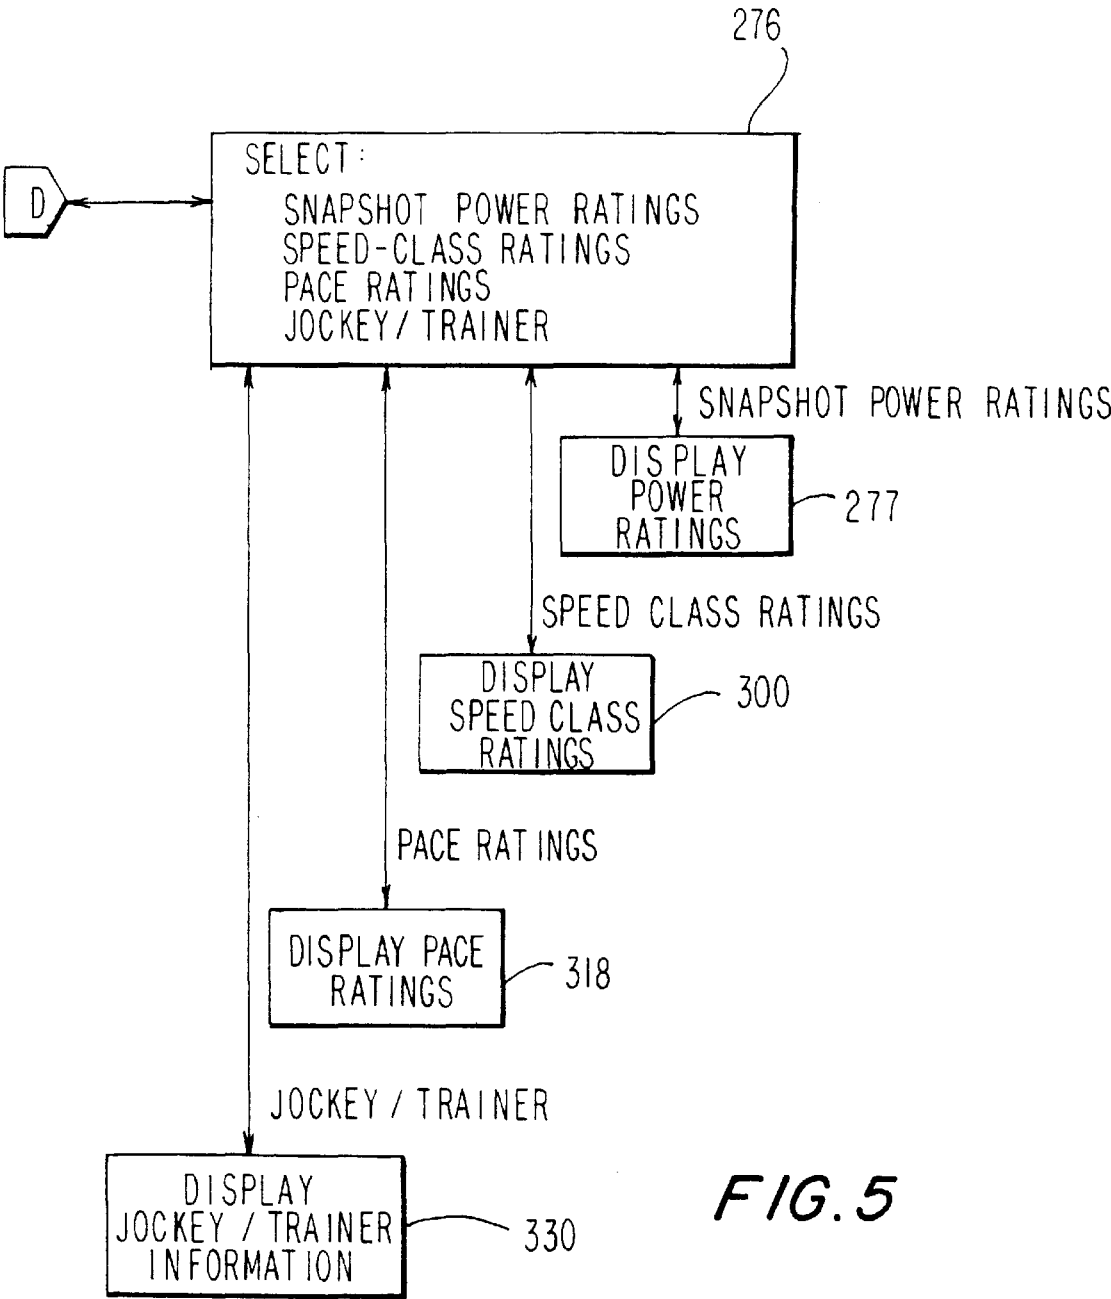 276
SELECT:
D
SNAPSHOT POWER RATINGS
SPEED-CLASS RATINGS
PACE RATINGS
JOCKEY/TRAINER
SNAPSHOT POWER RATINGS
DISPLAY
POWER
RATINGS
277
SPEED CLASS RATINGS
DISPLAY
SPEED CLASS
RATINGS
300
PACE RATINGS
DISPLAY PACE
RATINGS
318
JOCKEY / TRAINER
DISPLAY
JOCKEY / TRAINER
INFORMATION
330
FIG. 5